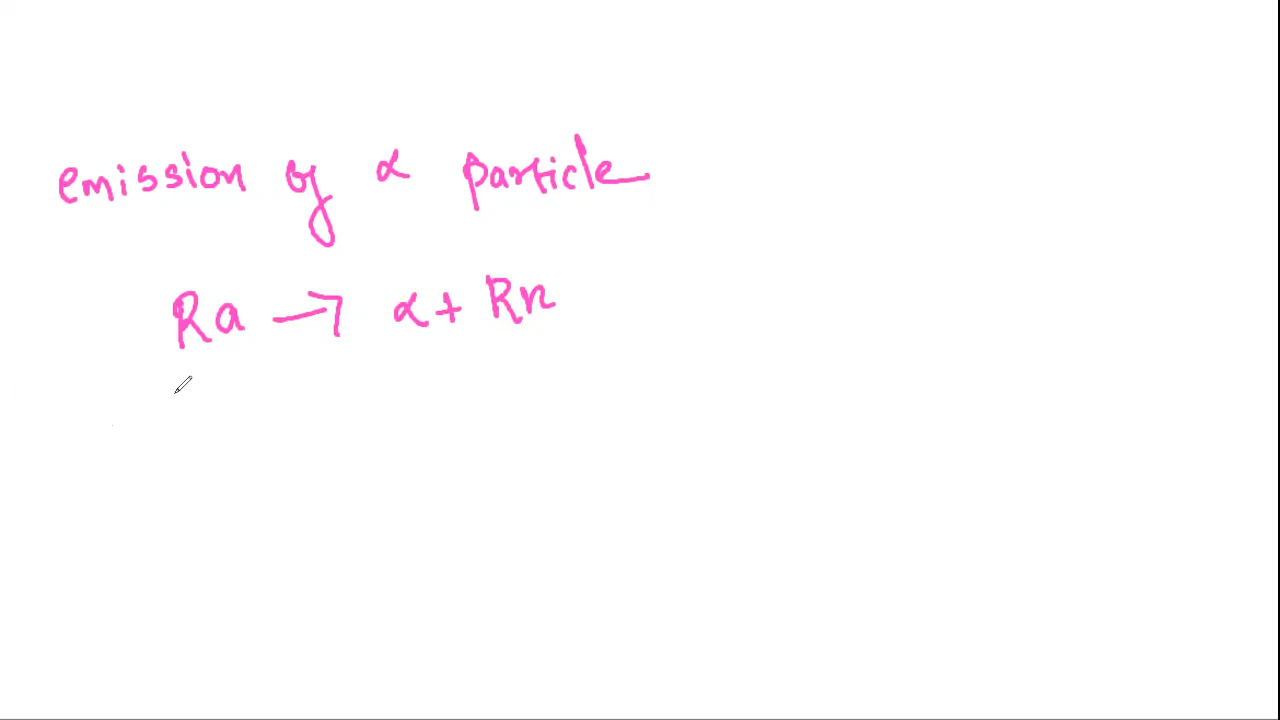 emission of α particle
Ra → α + Rn